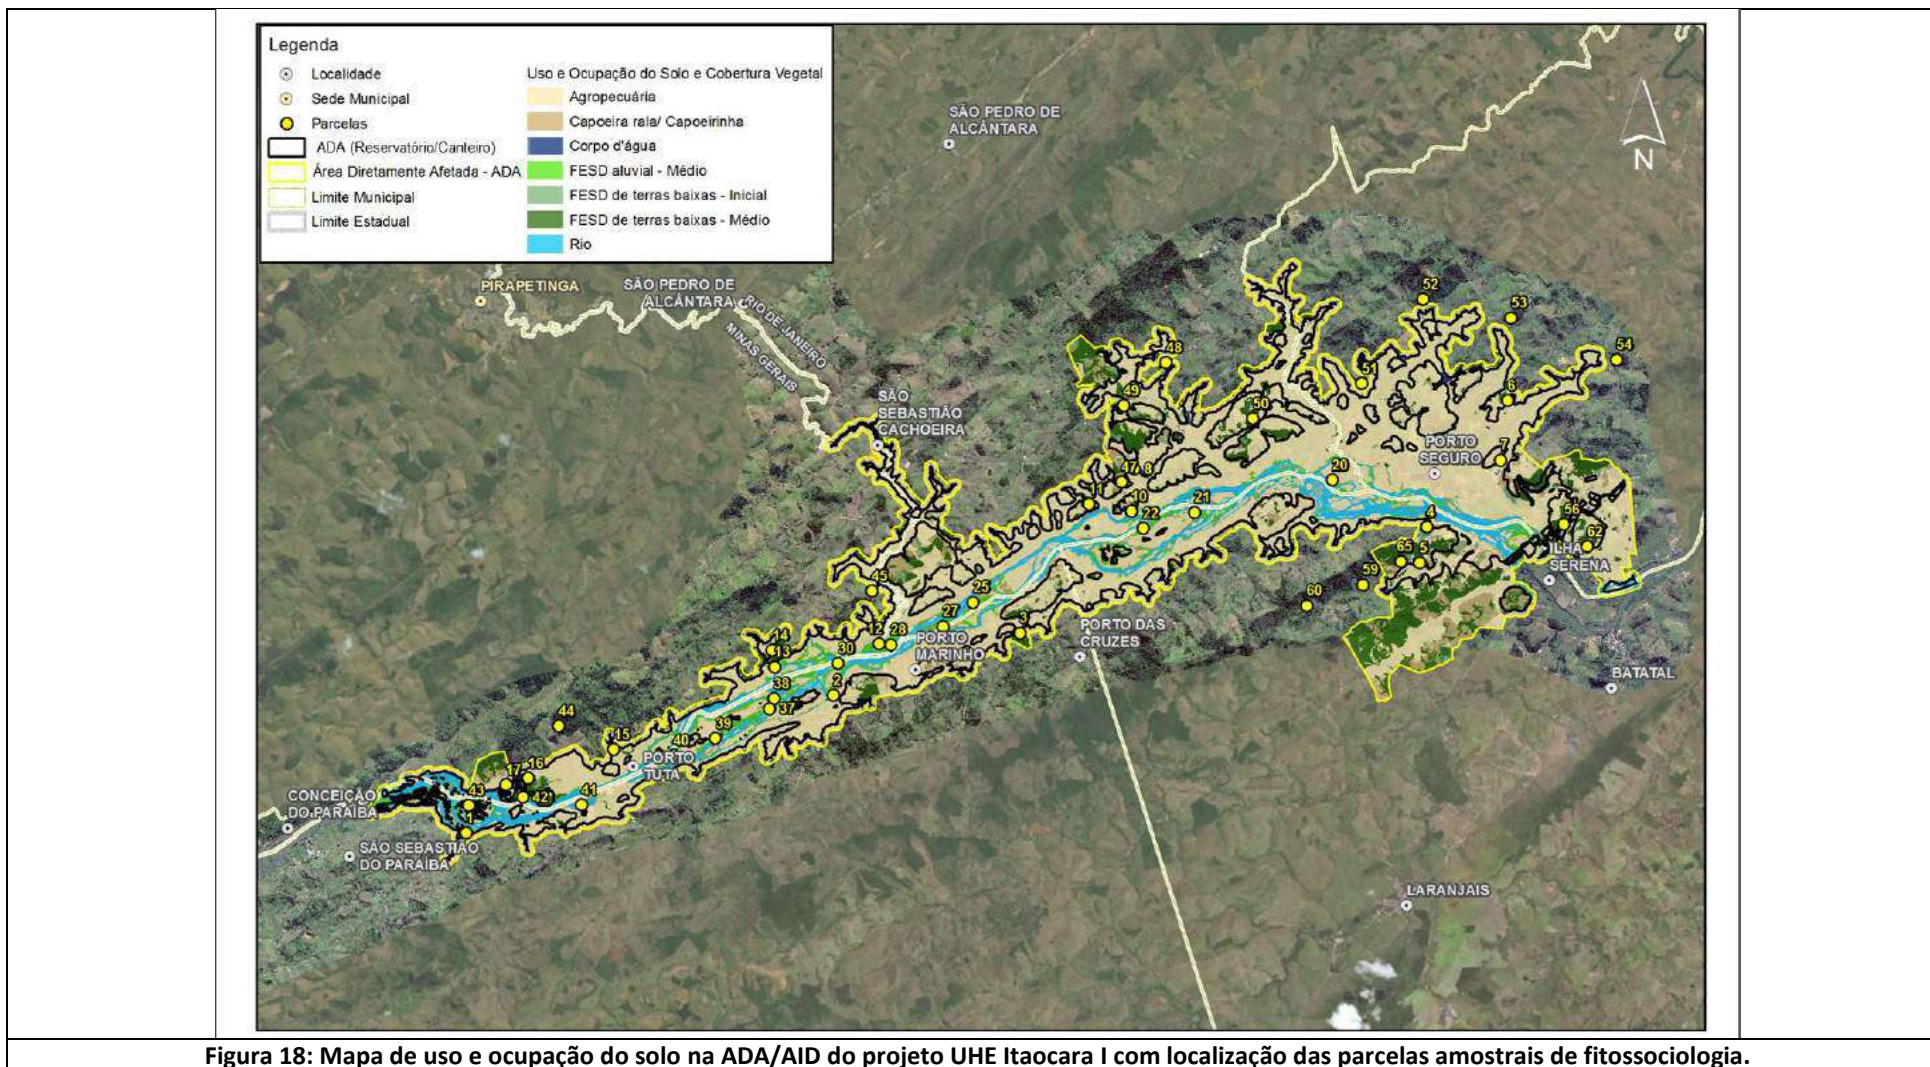 Legenda
Localidade
Sede Municipal
Parcelas
ADA (Reservatório/Canteiro)
Área Diretamente Afetada - ADA
Limite Municipal
Limite Estadual
Uso e Ocupação do Solo e Cobertura Vegetal
Agropecuária
Capoeira rala/ Capoeirinha
Corpo d'água
FESD aluvial - Médio
FESD de terras baixas - Inicial
FESD de terras baixas - Médio
Rio
SÃO PEDRO DE
ALCÂNTARA
N
PIRAPETINGA
SÃO PEDRO DE
ALCÂNTARA
RIO DE JANEIRO
MINAS GERAIS
SÃO
SEBASTIÃO
CACHOEIRA
52
53
54
48
51
6
49
50
PORTO
SEGURO
7
47
8
20
11
10
21
22
4
56
62
65
5
ILHA
SERENA
59
60
45
25
27
3
PORTO DAS
CRUZES
12
28
PORTO
MARINHO
14
13
30
BATATAL
38
2
37
44
39
15
40
PORTO
TUTA
16
17
42
41
43
1
CONCEIÇÃO
DO PARAÍBA
SÃO SEBASTIÃO
DO PARAÍBA
LARANJAIS
Figura 18: Mapa de uso e ocupação do solo na ADA/AID do projeto UHE Itaocara I com localização das parcelas amostrais de fitossociologia.